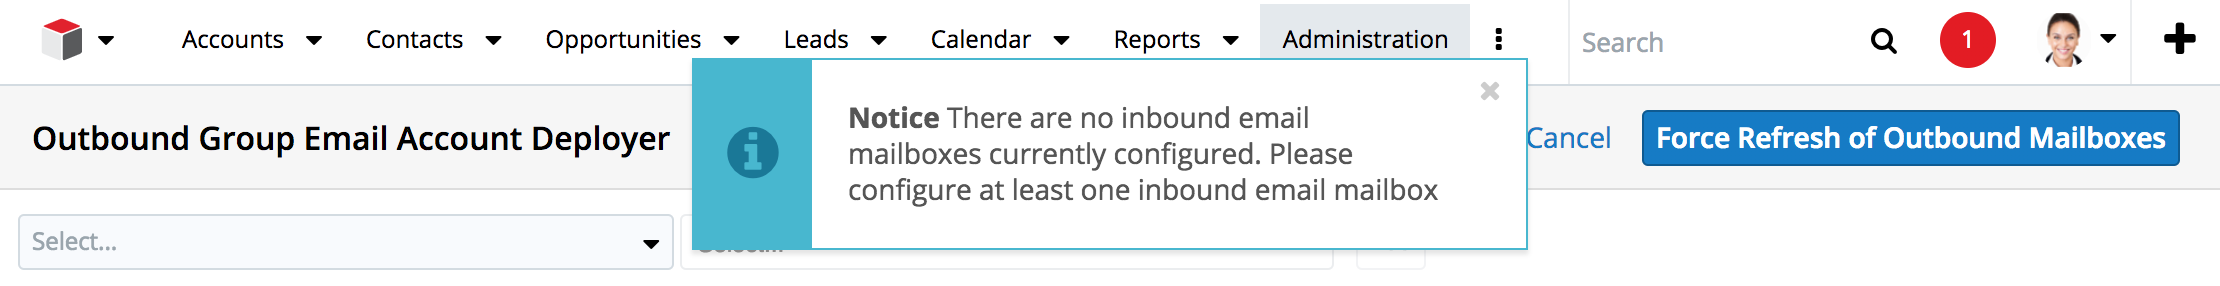 Accounts Contacts Opportunities Leads Calendar Reports Administration Search 1
Outbound Group Email Account Deployer
Notice There are no inbound email
mailboxes currently configured. Please
configure at least one inbound email mailbox
Cancel Force Refresh of Outbound Mailboxes
Select...